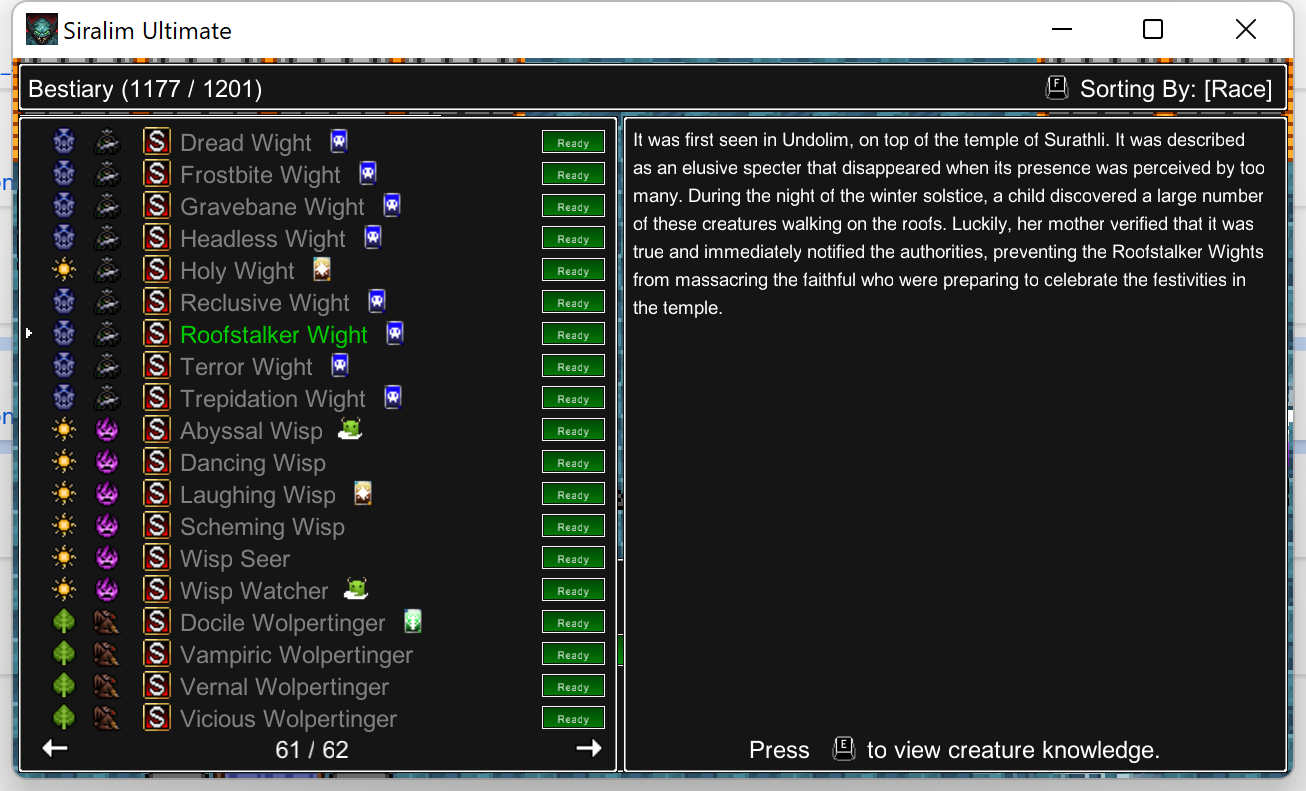 Siralim Ultimate
Bestiary (1177 / 1201)
F Sorting By: [Race]
S Dread Wight Ready
S Frostbite Wight Ready
S Gravebane Wight Ready
S Headless Wight Ready
S Holy Wight Ready
S Reclusive Wight Ready
S Roofstalker Wight Ready
S Terror Wight Ready
S Trepidation Wight Ready
S Abyssal Wisp Ready
S Dancing Wisp Ready
S Laughing Wisp Ready
S Scheming Wisp Ready
S Wisp Seer Ready
S Wisp Watcher Ready
S Docile Wolpertinger Ready
S Vampiric Wolpertinger Ready
S Vernal Wolpertinger Ready
S Vicious Wolpertinger Ready
61 / 62
It was first seen in Undolim, on top of the temple of Surathli. It was described
as an elusive specter that disappeared when its presence was perceived by too
many. During the night of the winter solstice, a child discovered a large number
of these creatures walking on the roofs. Luckily, her mother verified that it was
true and immediately notified the authorities, preventing the Roofstalker Wights
from massacring the faithful who were preparing to celebrate the festivities in
the temple.
Press E to view creature knowledge.